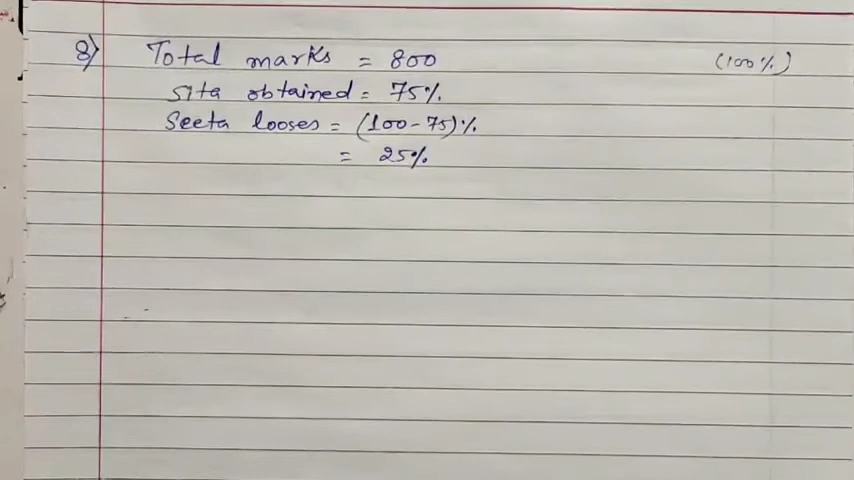 8) Total marks = 800 (100%)
Sita obtained = 75%.
Seeta looses = (100-75)%
= 25%